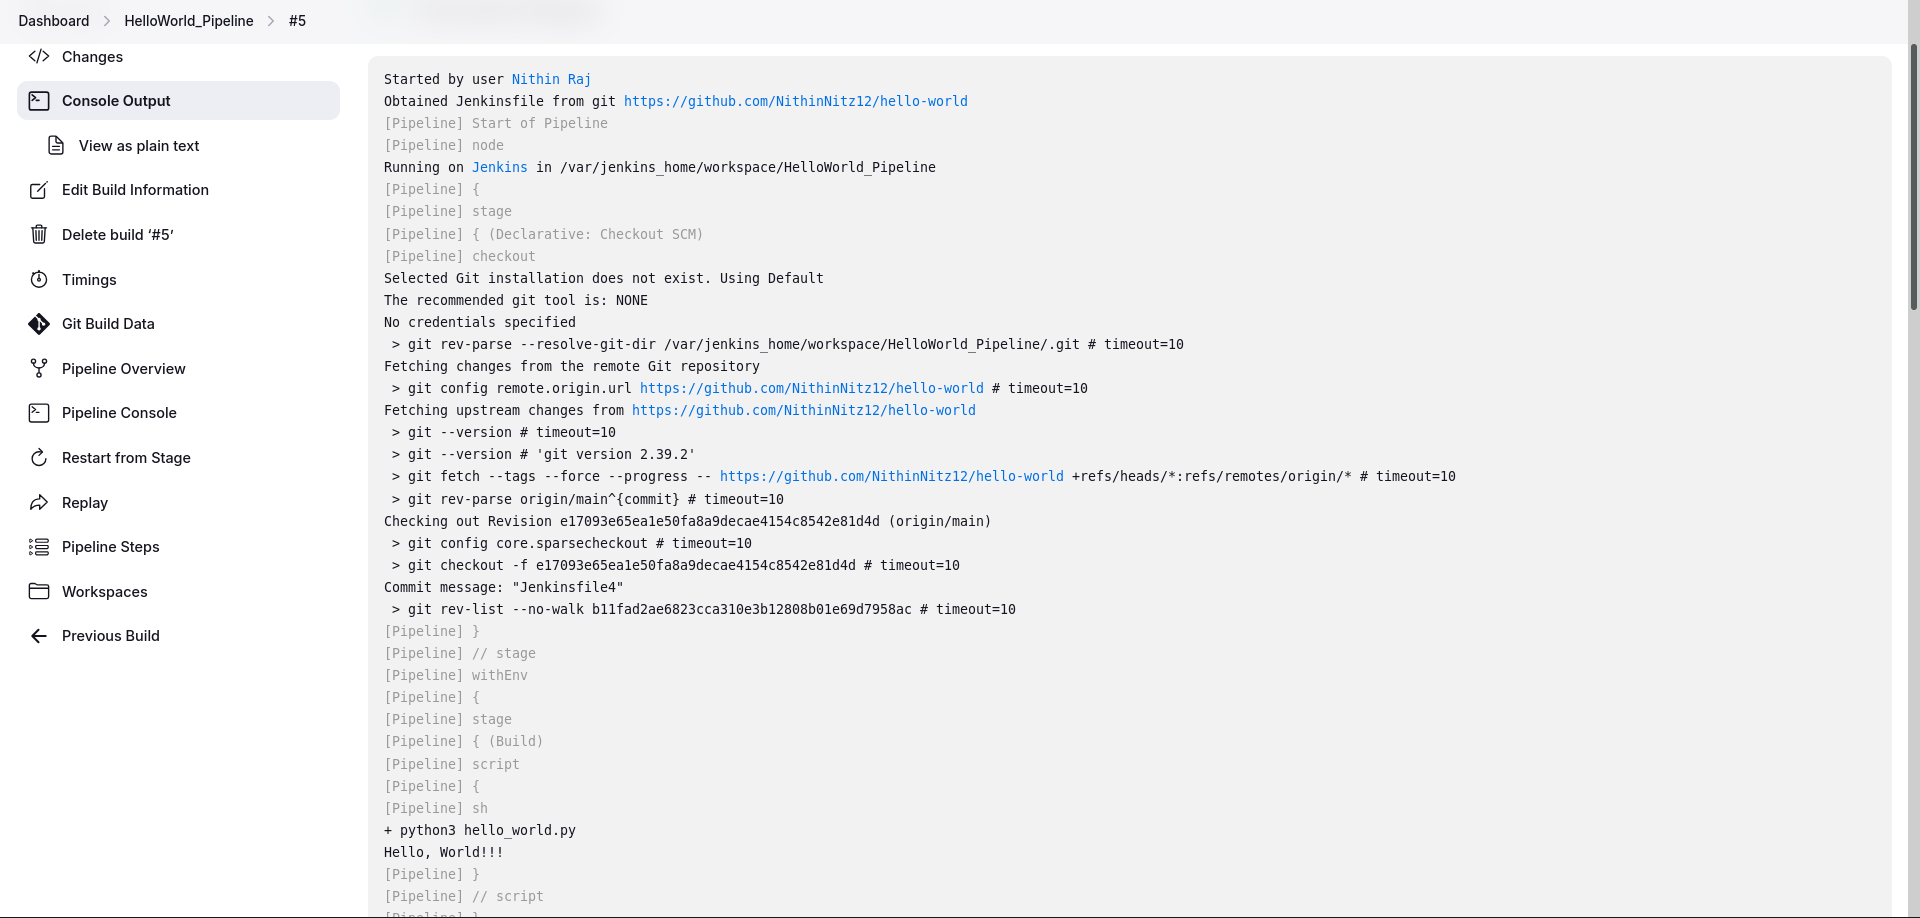 Dashboard > HelloWorld_Pipeline > #5
Changes
Console Output
View as plain text
Edit Build Information
Delete build ‘#5’
Timings
Git Build Data
Pipeline Overview
Pipeline Console
Restart from Stage
Replay
Pipeline Steps
Workspaces
Previous Build
Started by user Nithin Raj
Obtained Jenkinsfile from git https://github.com/NithinNitz12/hello-world
[Pipeline] Start of Pipeline
[Pipeline] node
Running on Jenkins in /var/jenkins_home/workspace/HelloWorld_Pipeline
[Pipeline] {
[Pipeline] stage
[Pipeline] { (Declarative: Checkout SCM)
[Pipeline] checkout
Selected Git installation does not exist. Using Default
The recommended git tool is: NONE
No credentials specified
 > git rev-parse --resolve-git-dir /var/jenkins_home/workspace/HelloWorld_Pipeline/.git # timeout=10
Fetching changes from the remote Git repository
 > git config remote.origin.url https://github.com/NithinNitz12/hello-world # timeout=10
Fetching upstream changes from https://github.com/NithinNitz12/hello-world
 > git --version # timeout=10
 > git --version # 'git version 2.39.2'
 > git fetch --tags --force --progress -- https://github.com/NithinNitz12/hello-world +refs/heads/*:refs/remotes/origin/* # timeout=10
 > git rev-parse origin/main^{commit} # timeout=10
Checking out Revision e17093e65ea1e50fa8a9decae4154c8542e81d4d (origin/main)
 > git config core.sparsecheckout # timeout=10
 > git checkout -f e17093e65ea1e50fa8a9decae4154c8542e81d4d # timeout=10
Commit message: "Jenkinsfile4"
 > git rev-list --no-walk b11fad2ae6823cca310e3b12808b01e69d7958ac # timeout=10
[Pipeline] }
[Pipeline] // stage
[Pipeline] withEnv
[Pipeline] {
[Pipeline] stage
[Pipeline] { (Build)
[Pipeline] script
[Pipeline] {
[Pipeline] sh
+ python3 hello_world.py
Hello, World!!!
[Pipeline] }
[Pipeline] // script